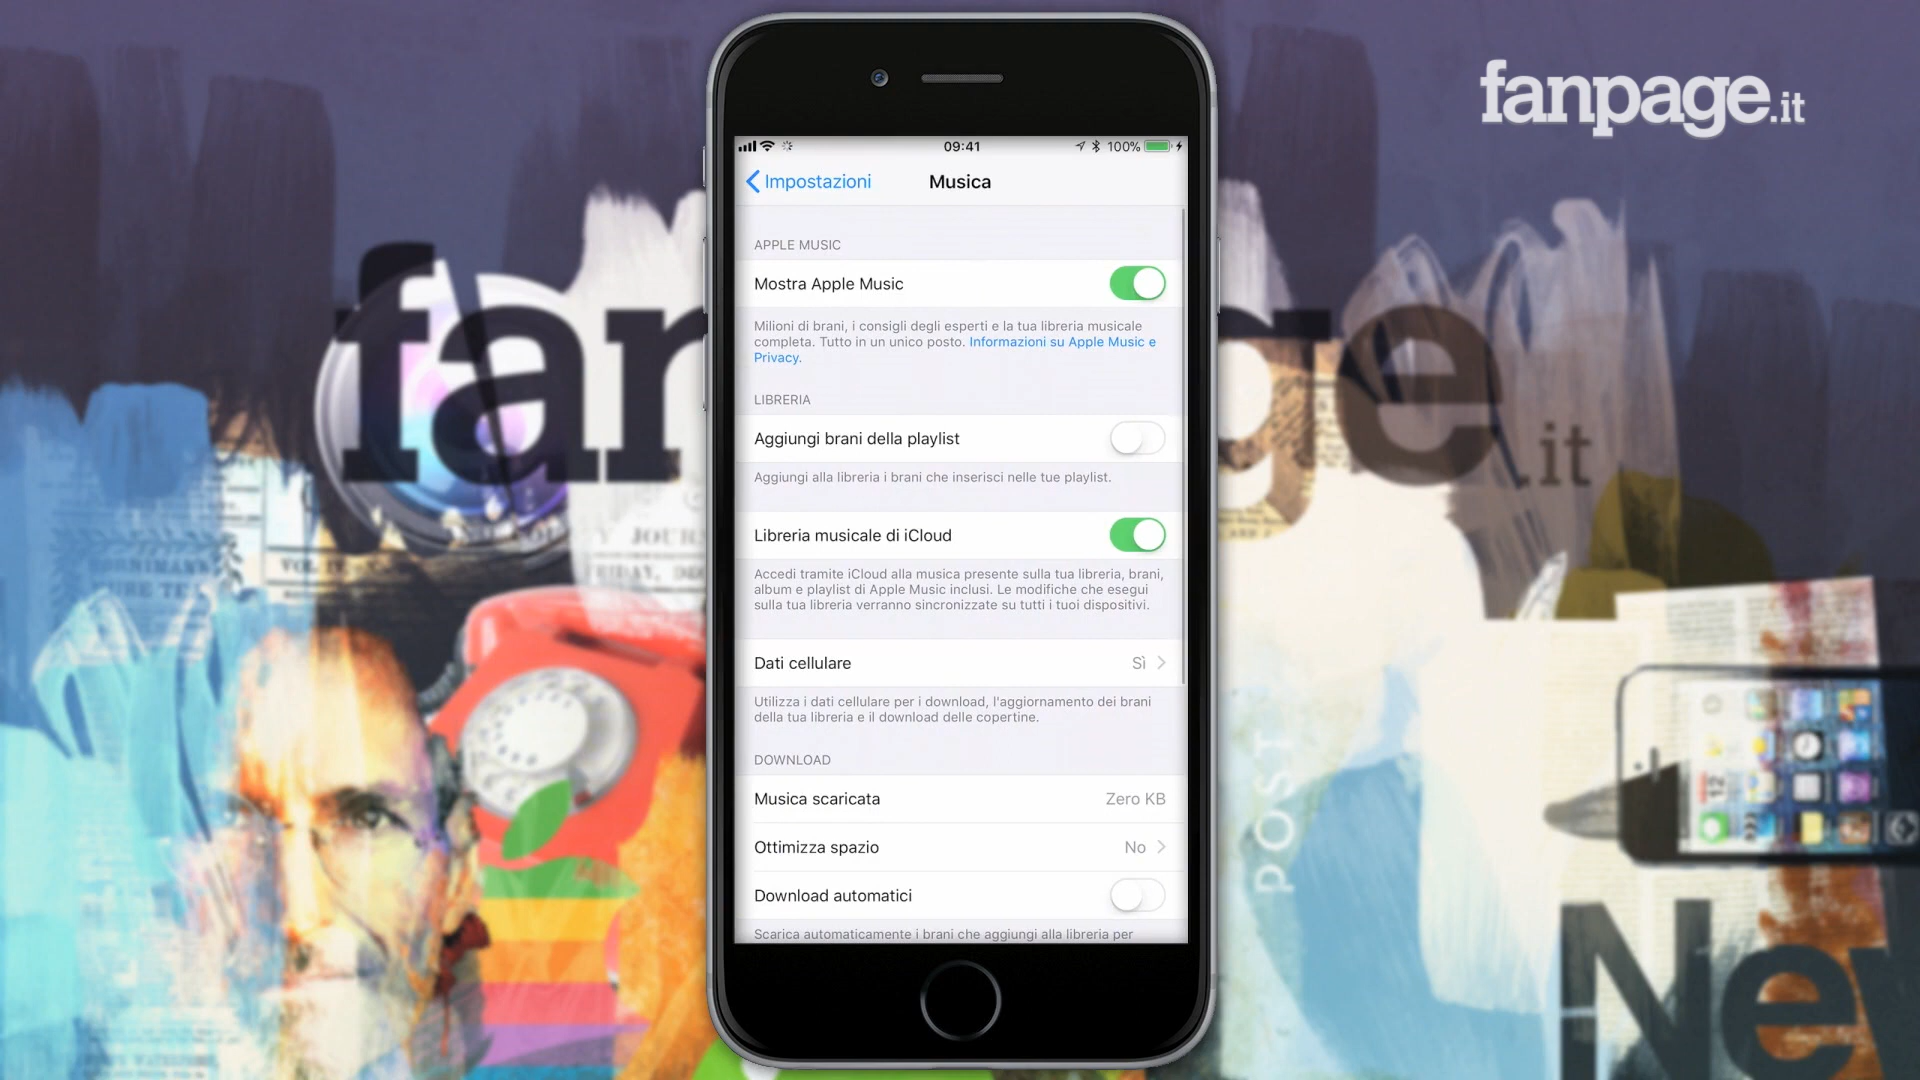 fanpage.it
09:41
100%
Impostazioni
Musica
APPLE MUSIC
Mostra Apple Music
Milioni di brani, i consigli degli esperti e la tua libreria musicale
completa. Tutto in un unico posto. Informazioni su Apple Music e
Privacy.
LIBRERIA
Aggiungi brani della playlist
Aggiungi alla libreria i brani che inserisci nelle tue playlist.
Libreria musicale di iCloud
Accedi tramite iCloud alla musica presente sulla tua libreria, brani,
album e playlist di Apple Music inclusi. Le modifiche che esegui
sulla tua libreria verranno sincronizzate su tutti i tuoi dispositivi.
Dati cellulare
Sì
Utilizza i dati cellulare per i download, l'aggiornamento dei brani
della tua libreria e il download delle copertine.
DOWNLOAD
Musica scaricata
Zero KB
Ottimizza spazio
No
Download automatici
Scarica automaticamente i brani che aggiungi alla libreria per
fan
ge.it
POST